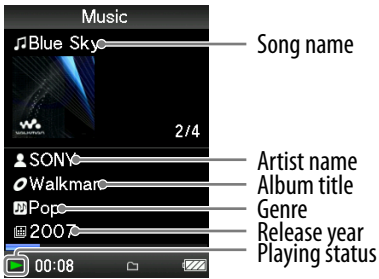 Music
Blue Sky
Song name
WALKMAN
2/4
SONY
Artist name
Walkman
Album title
Pop
Genre
2007
Release year
Playing status
00:08